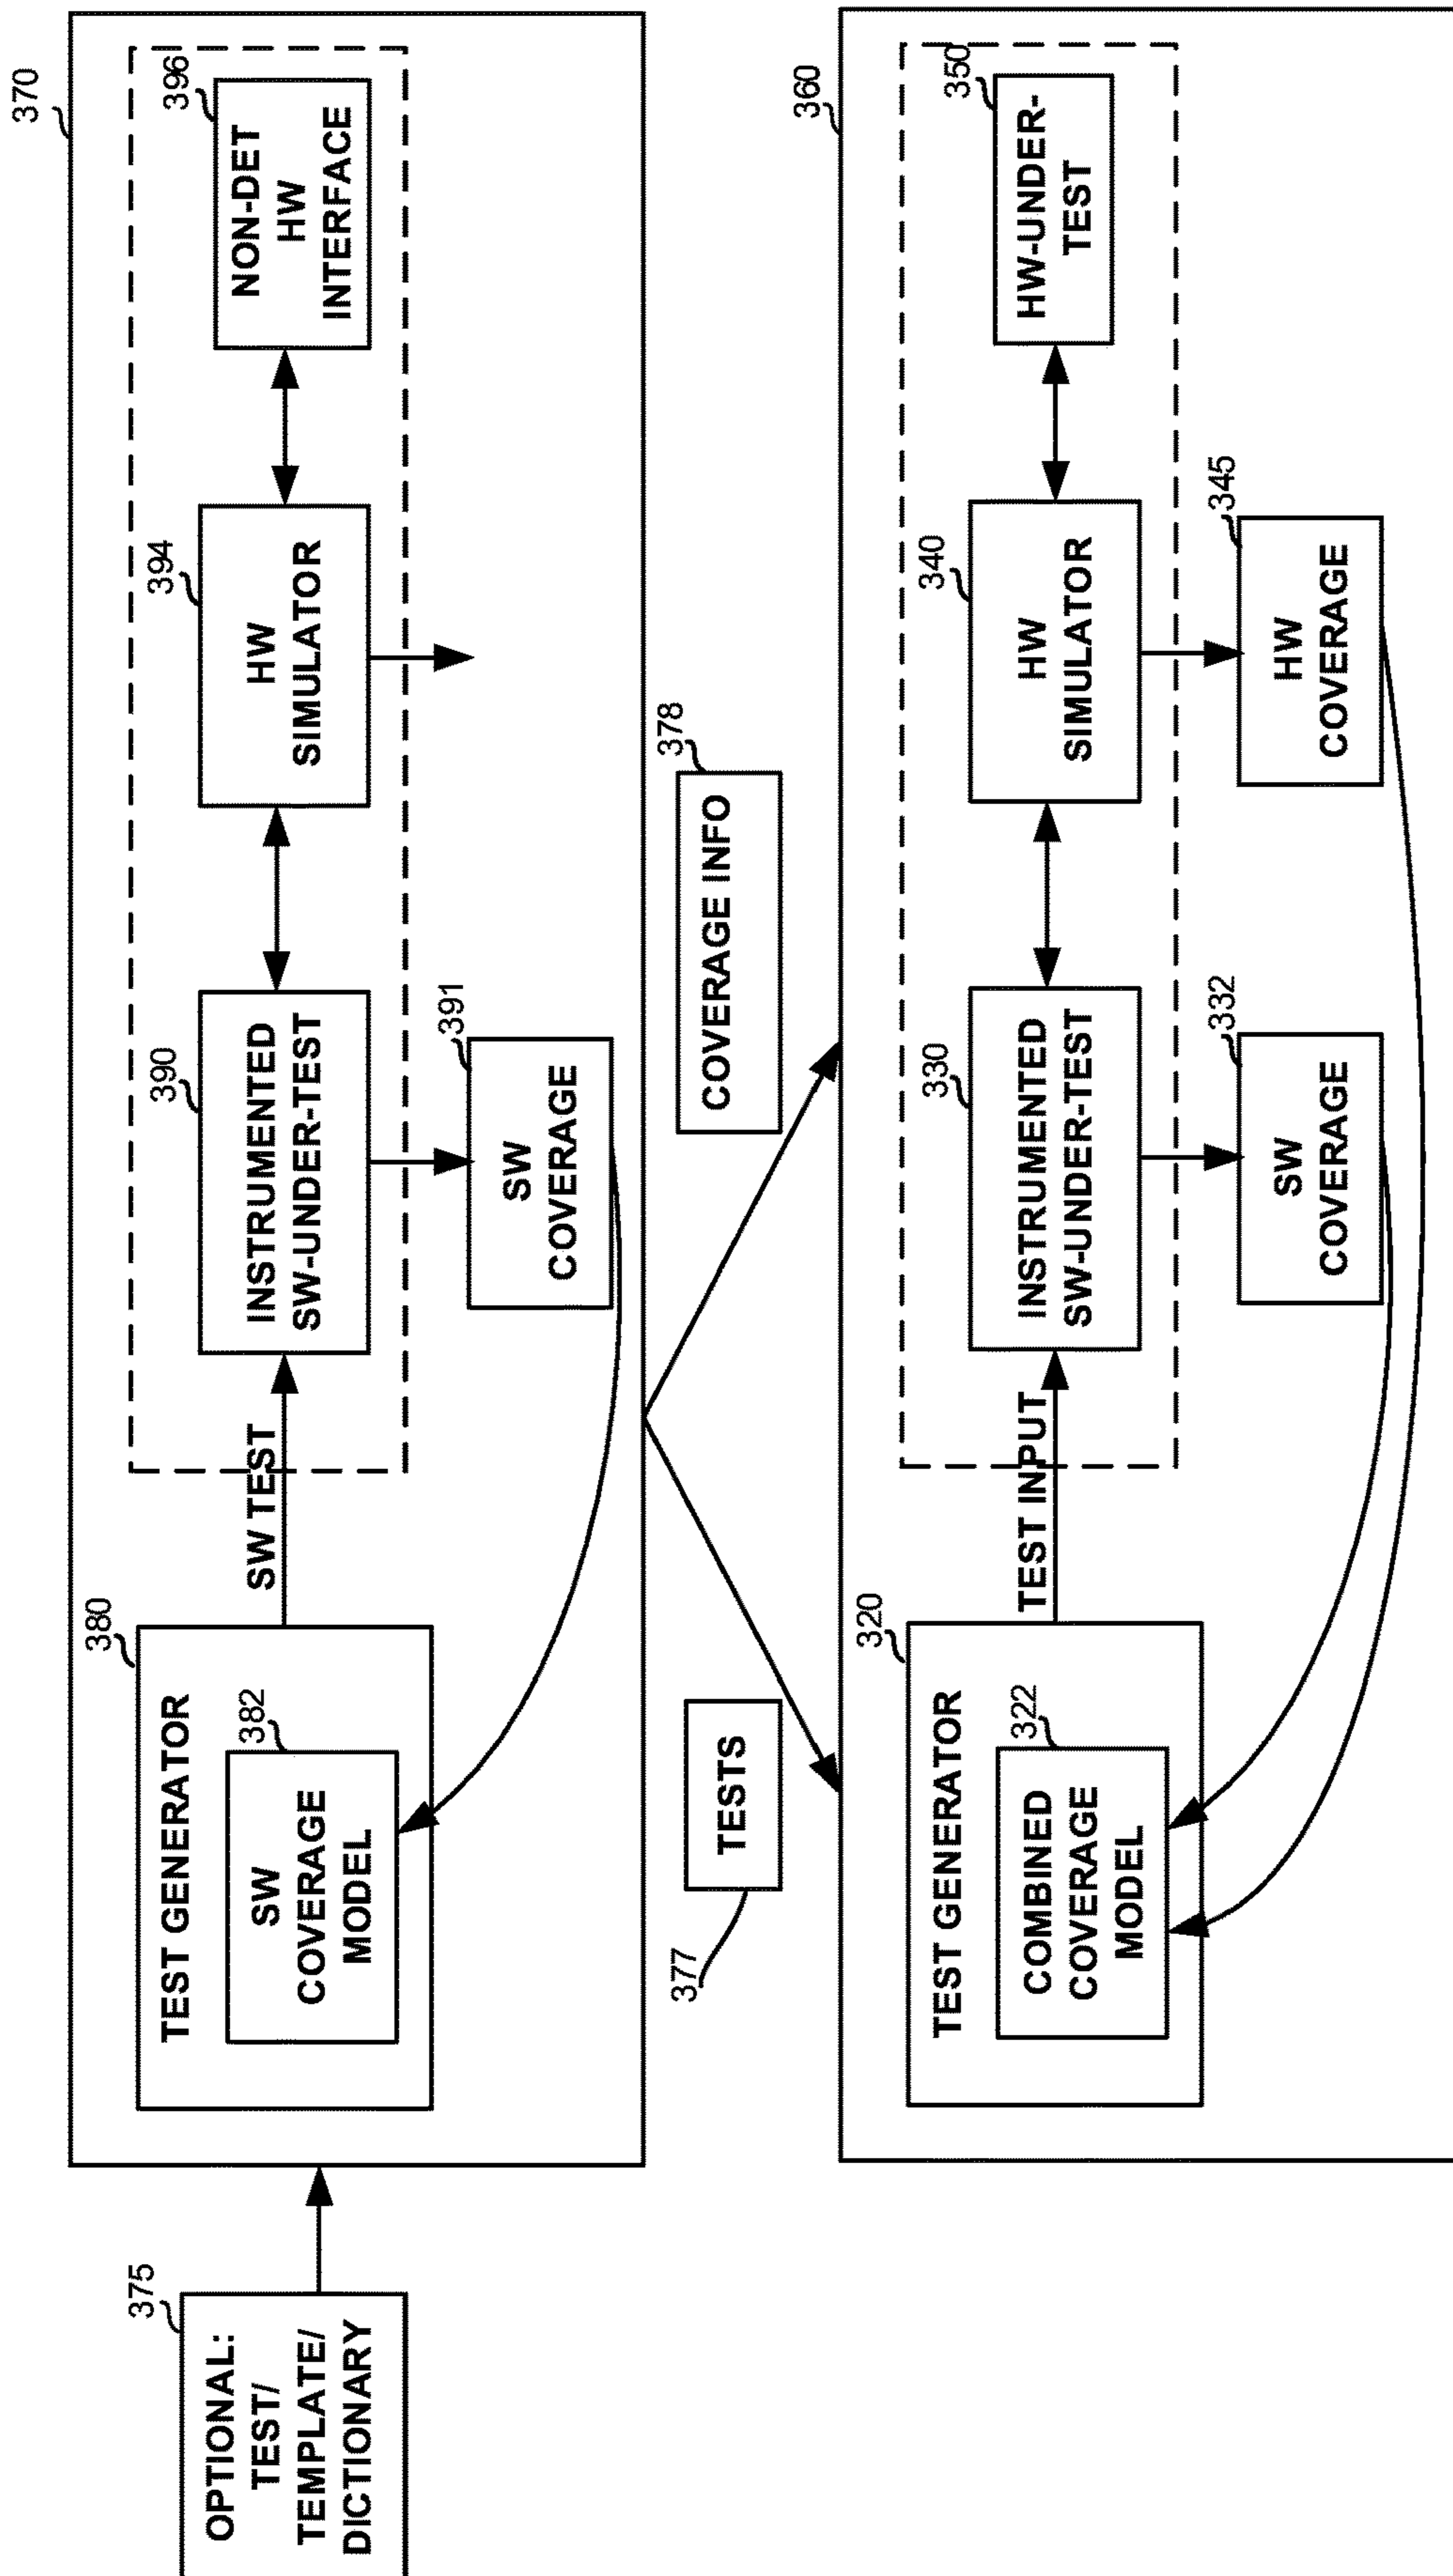 370
396
NON-DET
HW
INTERFACE
394
HW
SIMULATOR
390
INSTRUMENTED
SW-UNDER-TEST
391
SW
COVERAGE
SW TEST
380
TEST GENERATOR
382
SW
COVERAGE
MODEL
375
OPTIONAL:
TEST/
TEMPLATE/
DICTIONARY
378
COVERAGE INFO
377
TESTS
360
350
HW-UNDER-
TEST
340
HW
SIMULATOR
345
HW
COVERAGE
330
INSTRUMENTED
SW-UNDER-TEST
332
SW
COVERAGE
TEST INPUT
320
TEST GENERATOR
322
COMBINED
COVERAGE
MODEL